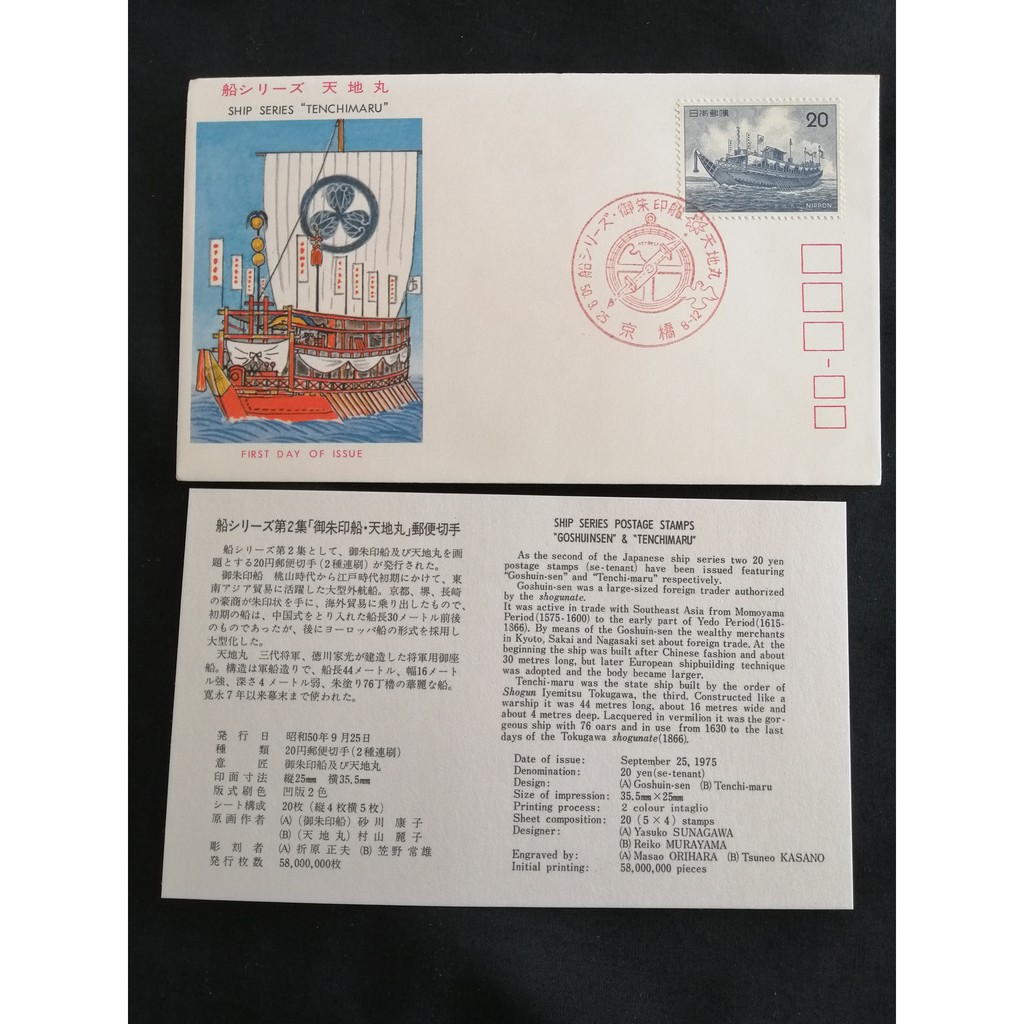 船シリーズ 天地丸
SHIP SERIES "TENCHIMARU"
FIRST DAY OF ISSUE
日本郵便 20
NIPPON
船シリーズ・御朱印船 天地丸
50.9.25
京橋
8-12
船シリーズ第2集「御朱印船・天地丸」郵便切手
船シリーズ第2集として、御朱印船及び天地丸を画
題とする20円郵便切手(2種連刷)が発行された。
御朱印船 桃山時代から江戸時代初期にかけて、東
南アジア貿易に活躍した大型外航船。京都、堺、長崎
の豪商が朱印状を手に、海外貿易に乗り出したもので、
初期の船は、中国式をとり入れた船長30メートル前後
のものであったが、後にヨーロッパ船の形式を採用し
大型化した。
天地丸 三代将軍、徳川家光が建造した将軍用御座
船。構造は軍船造りで、船長44メートル、幅16メート
ル強、深さ4メートル弱、朱塗り76丁櫓の華麗な船。
寛永7年以来幕末まで使われた。
発行日 昭和50年9月25日
種類 20円郵便切手(2種連刷)
意匠 御朱印船及び天地丸
印面寸法 縦25mm 横35.5mm
版式刷色 凹版2色
シート構成 20枚(縦4枚横5枚)
原画作者 (A)(御朱印船)砂川 康子
(B)(天地丸)村山 麗子
彫刻者 (A)折原正夫 (B)笠野常雄
発行枚数 58,000,000枚
SHIP SERIES POSTAGE STAMPS
"GOSHUINSEN" & "TENCHIMARU"
As the second of the Japanese ship series two 20 yen
postage stamps (se-tenant) have been issued featuring
"Goshuin-sen" and "Tenchi-maru" respectively.
Goshuin-sen was a large-sized foreign trader authorized
by the shogunate.
It was active in trade with Southeast Asia from Momoyama
Period(1575-1600) to the early part of Yedo Period(1615-
1866). By means of the Goshuin-sen the wealthy merchants
in Kyoto, Sakai and Nagasaki set about foreign trade. At the
beginning the ship was built after Chinese fashion and about
30 metres long, but later European shipbuilding technique
was adopted and the body became larger.
Tenchi-maru was the state ship built by the order of
Shogun Iyemitsu Tokugawa, the third. Constructed like a
warship it was 44 metres long, about 16 metres wide and
about 4 metres deep. Lacquered in vermilion it was the gor-
geous ship with 76 oars and in use from 1630 to the last
days of the Tokugawa shogunate(1866).
Date of issue: September 25, 1975
Denomination: 20 yen(se-tenant)
Design: (A) Goshuin-sen (B) Tenchi-maru
Size of impression: 35.5mm×25mm
Printing process: 2 colour intaglio
Sheet composition: 20 (5×4) stamps
Designer: (A) Yasuko SUNAGAWA
(B) Reiko MURAYAMA
Engraved by: (A) Masao ORIHARA (B) Tsuneo KASANO
Initial printing: 58,000,000 pieces